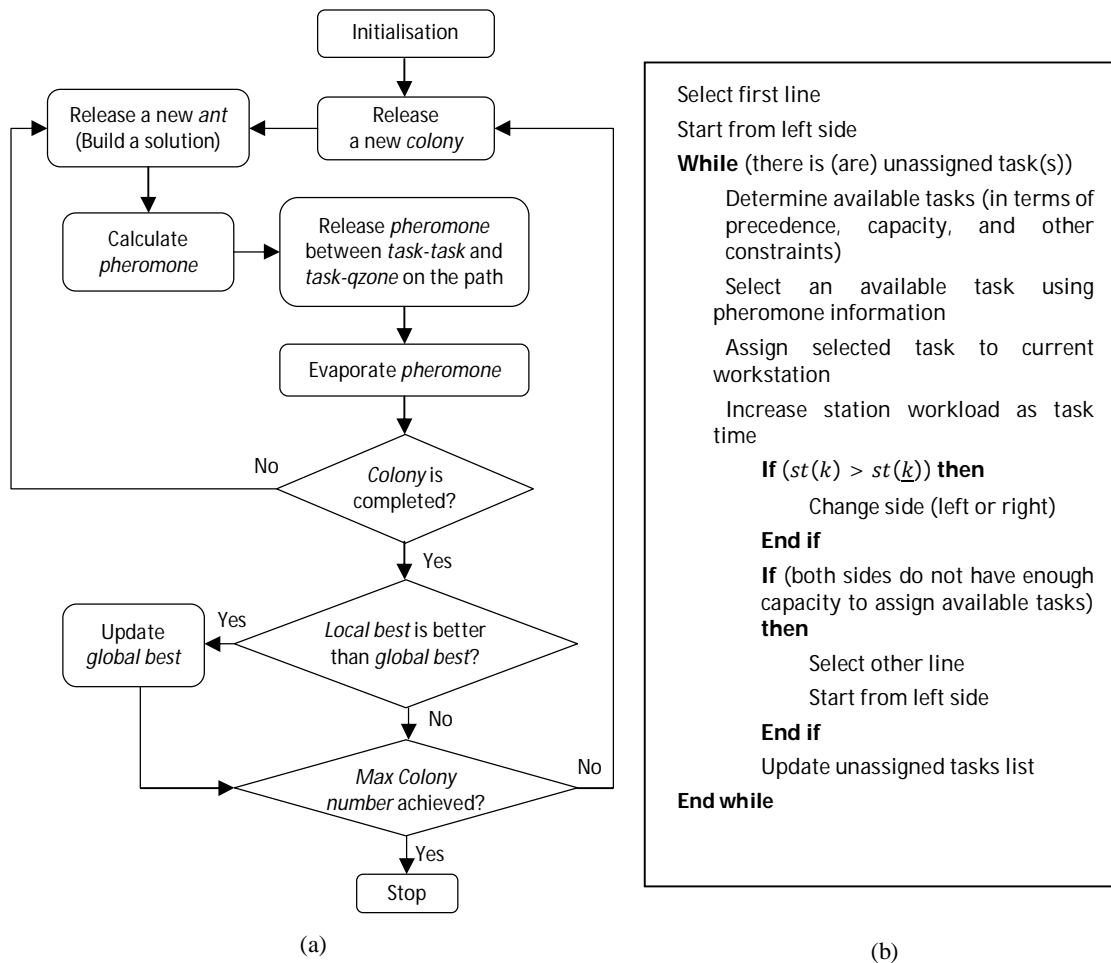 Initialisation
Release a new ant
(Build a solution)
Release
a new colony
Calculate
pheromone
Release pheromone
between task-task and
task-qzone on the path
Evaporate pheromone
No
Colony is
completed?
Yes
Update
global best
Yes
Local best is better
than global best?
No
Max Colony
number achieved?
No
Yes
Stop
(a)
Select first line
Start from left side
While (there is (are) unassigned task(s))
Determine available tasks (in terms of
precedence, capacity, and other
constraints)
Select an available task using
pheromone information
Assign selected task to current
workstation
Increase station workload as task
time
If (st(k) > st(k)) then
Change side (left or right)
End if
If (both sides do not have enough
capacity to assign available tasks)
then
Select other line
Start from left side
End if
Update unassigned tasks list
End while
(b)